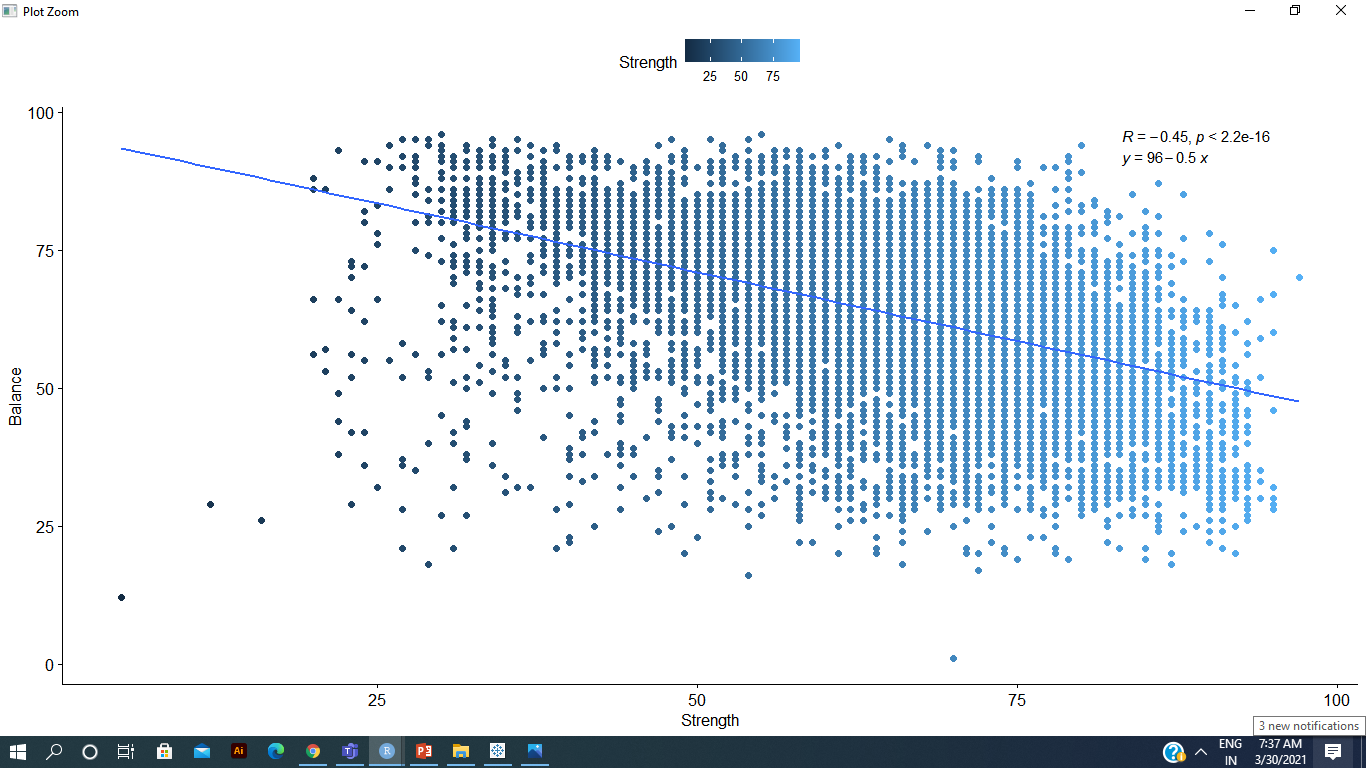 Plot Zoom
Strength
25 50 75
100
75
50
25
0
Balance
R = −0.45, p < 2.2e-16
y = 96 − 0.5 x
25 50 75 100
Strength
3 new notifications
Ai
R
P
?
ENG
IN
7:37 AM
3/30/2021